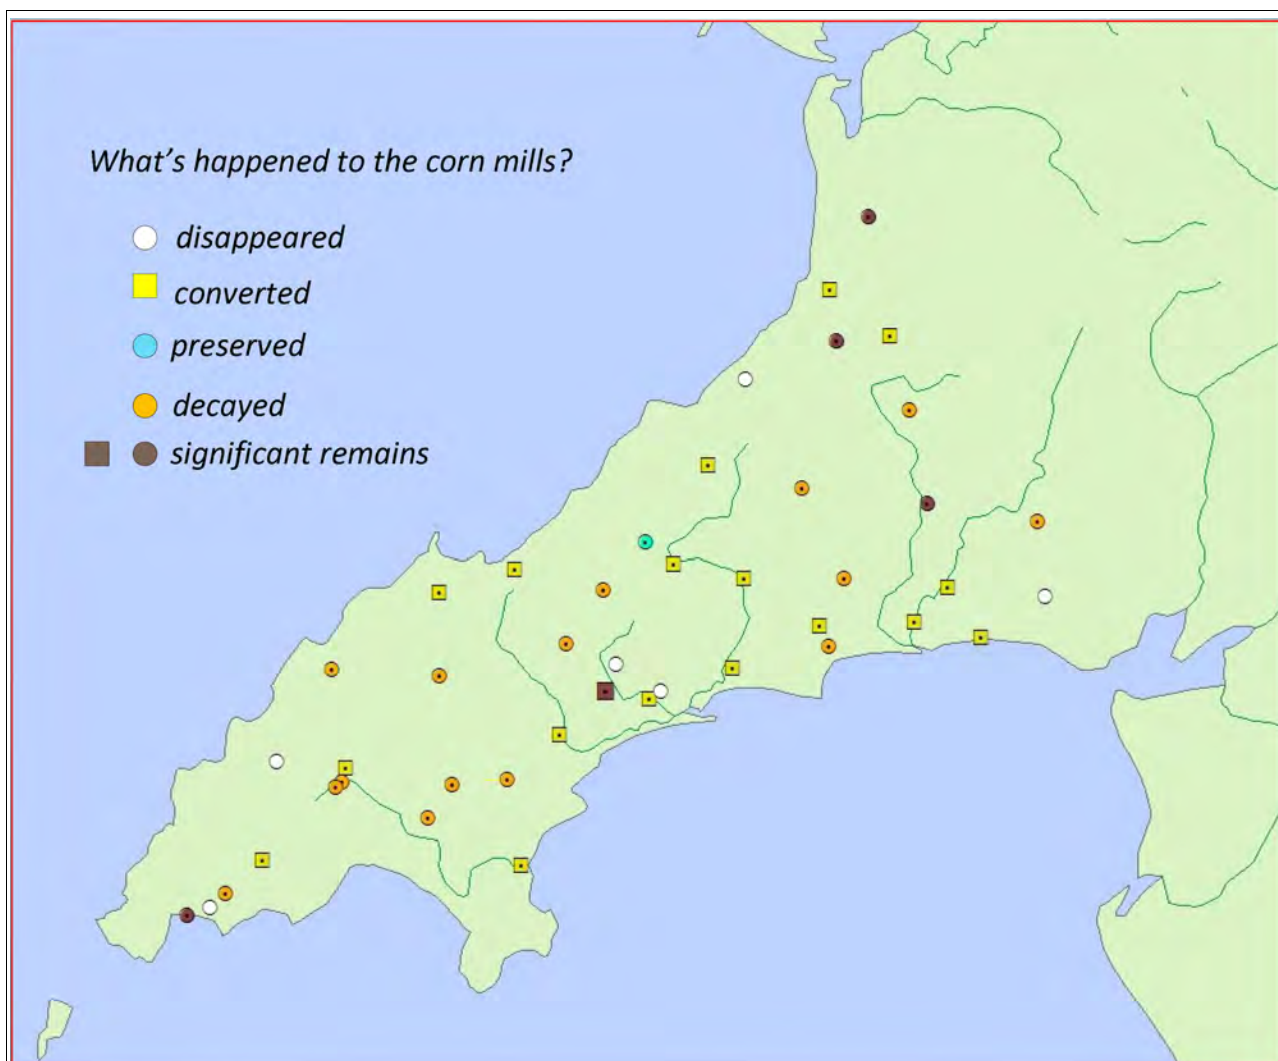 What's happened to the corn mills?
disappeared
converted
preserved
decayed
significant remains